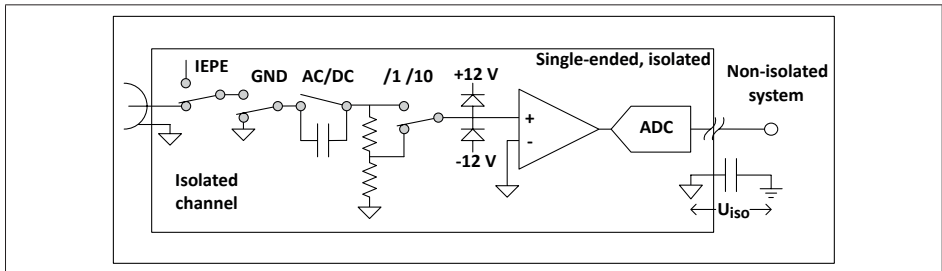 Single-ended, isolated
IEPE
GND
AC/DC
/1 /10
+12 V
Non-isolated
system
+
-
ADC
-12 V
Isolated
channel
Uiso